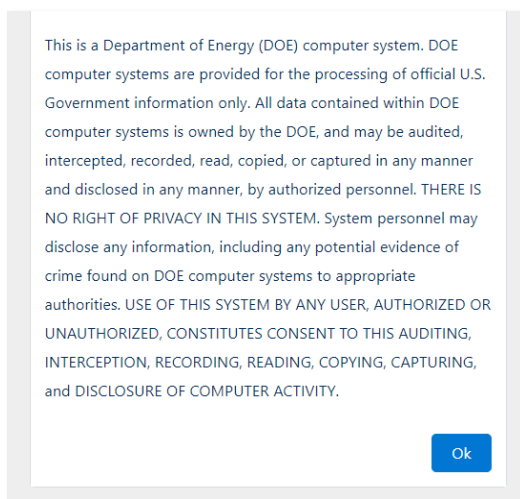 This is a Department of Energy (DOE) computer system. DOE
computer systems are provided for the processing of official U.S.
Government information only. All data contained within DOE
computer systems is owned by the DOE, and may be audited,
intercepted, recorded, read, copied, or captured in any manner
and disclosed in any manner, by authorized personnel. THERE IS
NO RIGHT OF PRIVACY IN THIS SYSTEM. System personnel may
disclose any information, including any potential evidence of
crime found on DOE computer systems to appropriate
authorities. USE OF THIS SYSTEM BY ANY USER, AUTHORIZED OR
UNAUTHORIZED, CONSTITUTES CONSENT TO THIS AUDITING,
INTERCEPTION, RECORDING, READING, COPYING, CAPTURING,
and DISCLOSURE OF COMPUTER ACTIVITY.
Ok